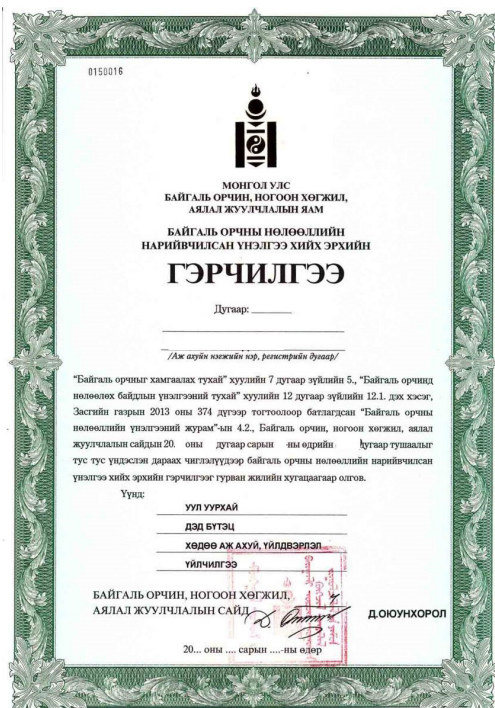 0150016
МОНГОЛ УЛС
БАЙГАЛЬ ОРЧИН, НОГООН ХӨГЖИЛ,
АЯЛАЛ ЖУУЛЧЛАЛЫН ЯАМ
БАЙГАЛЬ ОРЧНЫ НӨЛӨӨЛЛИЙН
НАРИЙВЧИЛСАН ҮНЭЛГЭЭ ХИЙХ ЭРХИЙН
ГЭРЧИЛГЭЭ
Дугаар: ________
/Аж ахуйн нэгжийн нэр, регистрийн дугаар/
"Байгаль орчныг хамгаалах тухай" хуулийн 7 дугаар зүйлийн 5., "Байгаль орчинд
нөлөөлөх байдлын үнэлгээний тухай" хуулийн 12 дугаар зүйлийн 12.1. дэх хэсэг,
Засгийн газрын 2013 оны 374 дүгээр тогтоолоор батлагдсан "Байгаль орчны
нөлөөллийн үнэлгээний журам"-ын 4.2., Байгаль орчин, ногоон хөгжил, аялал
жуулчлалын сайдын 20. оны дугаар сарын -ны өдрийн дугаар тушаалыг
тус тус үндэслэн дараах чиглэлүүдээр байгаль орчны нөлөөллийн нарийвчилсан
үнэлгээ хийх эрхийн гэрчилгээг гурван жилийн хугацаагаар олгов.
Үүнд:
УУЛ УУРХАЙ
ДЭД БҮТЭЦ
ХӨДӨӨ АЖ АХУЙ, ҮЙЛДВЭРЛЭЛ
ҮЙЛЧИЛГЭЭ
БАЙГАЛЬ ОРЧИН, НОГООН ХӨГЖИЛ,
АЯЛАЛ ЖУУЛЧЛАЛЫН САЙД
Д.ОЮУНХОРОЛ
20... оны .... сарын ....-ны өдөр